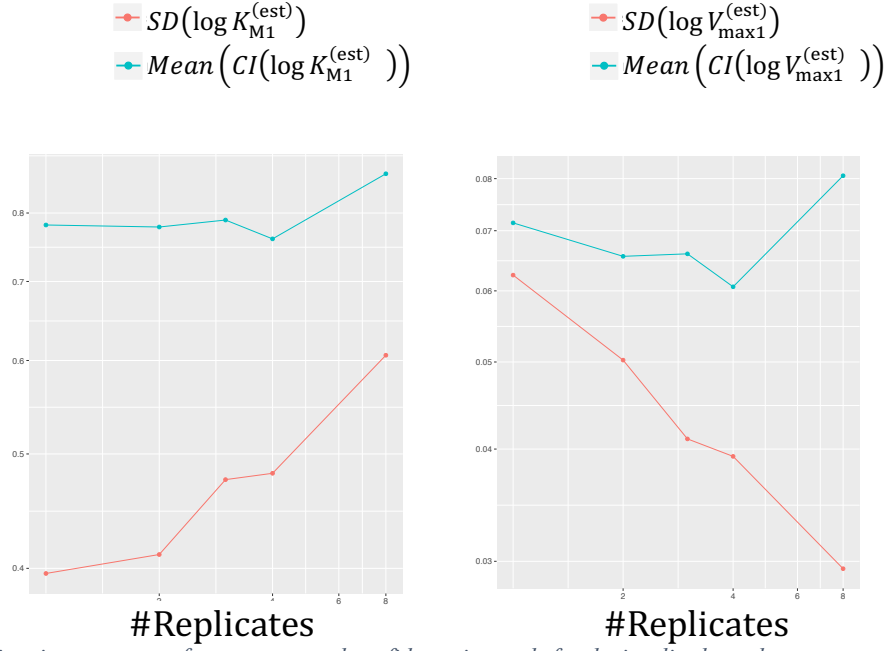 SD(log K_M1^(est))
Mean(CI(log K_M1^(est)))
SD(log V_max1^(est))
Mean(CI(log V_max1^(est)))
0.8
0.7
0.6
0.5
0.4
6
8
#Replicates
0.08
0.07
0.06
0.05
0.04
0.03
2
4
6
8
#Replicates